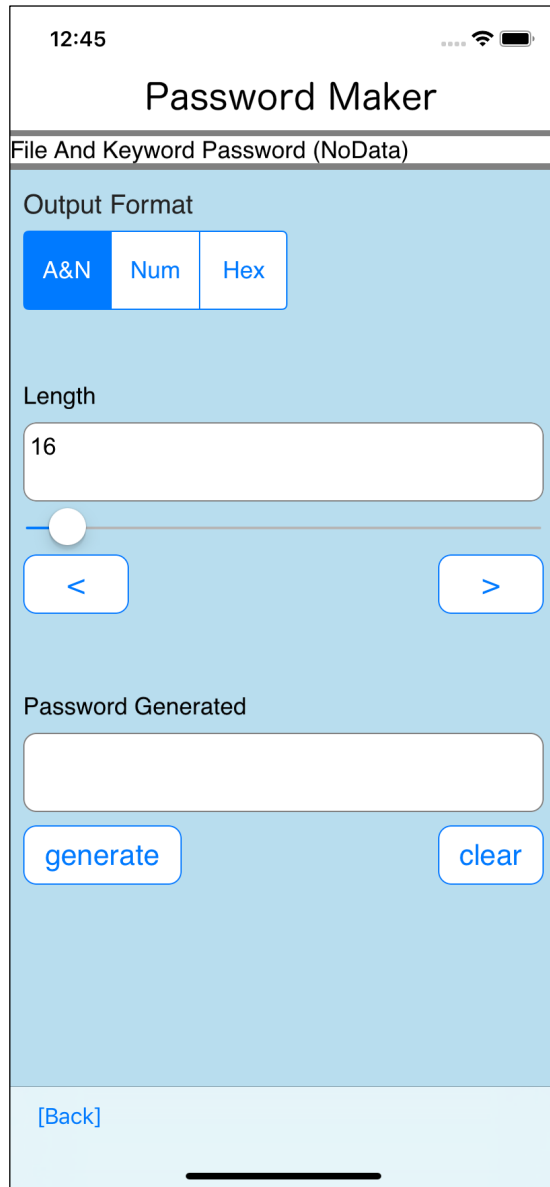 12:45
Password Maker
File And Keyword Password (NoData)
Output Format
A&N Num Hex
Length
16
< >
Password Generated
generate clear
[Back]